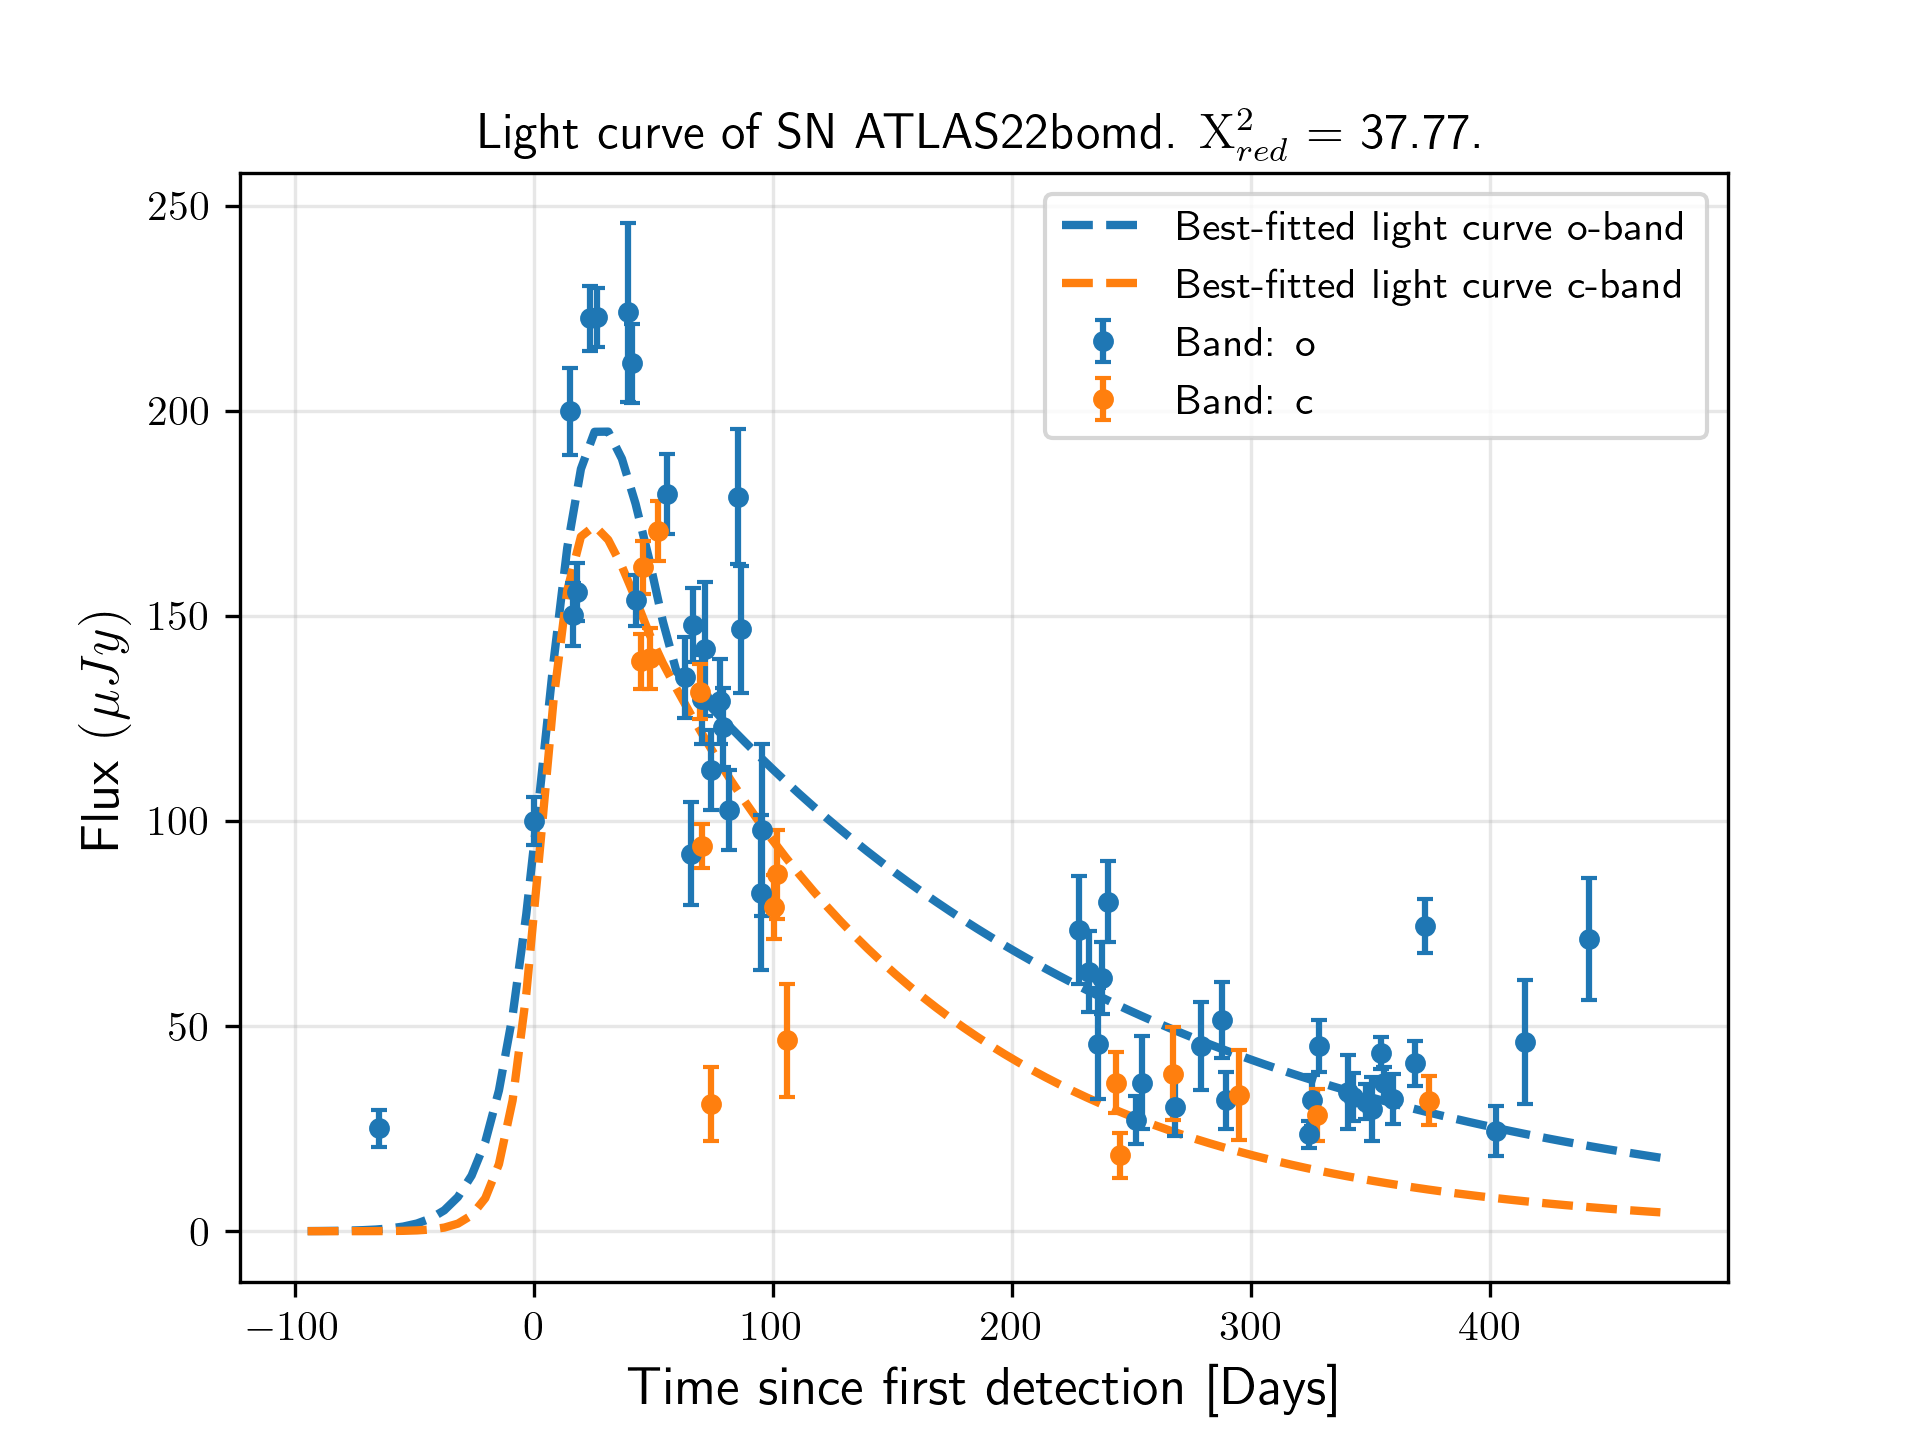 Light curve of SN ATLAS22bomd. X²_red = 37.77.
250
200
150
100
50
0
Flux (μJy)
−100 0 100 200 300 400
Time since first detection [Days]
Best-fitted light curve o-band
Best-fitted light curve c-band
Band: o
Band: c